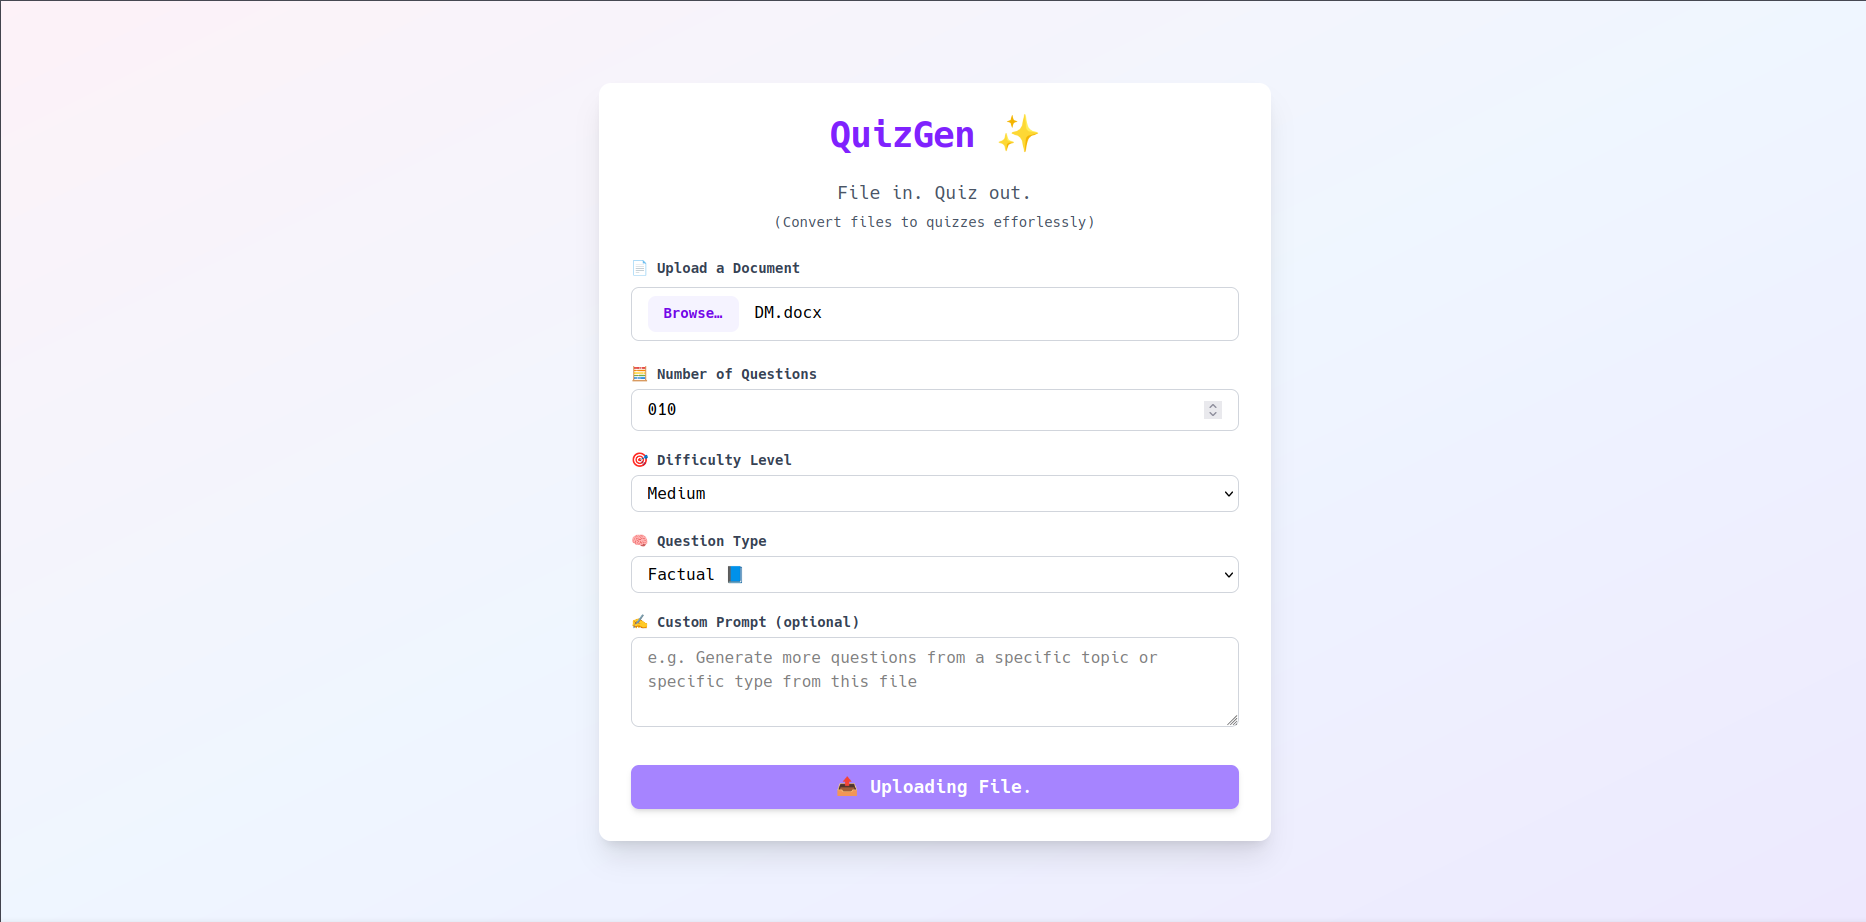 QuizGen ✨
File in. Quiz out.
(Convert files to quizzes efforlessly)
📄 Upload a Document
Browse… DM.docx
🧮 Number of Questions
010
🎯 Difficulty Level
Medium
🧠 Question Type
Factual 📘
✍️ Custom Prompt (optional)
e.g. Generate more questions from a specific topic or
specific type from this file
📤 Uploading File.